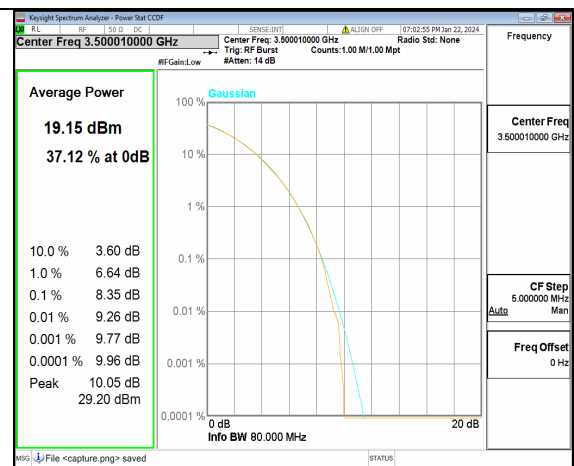 Keysight Spectrum Analyzer - Power Stat CCDF
RL RF 50 Ω DC SENSE:INT ALIGN OFF 07:02:55 PM Jan 22, 2024
Center Freq 3.500010000 GHz
Center Freq: 3.500010000 GHz Radio Std: None
Trig: RF Burst Counts:1.00 M/1.00 Mpt
#IFGain:Low #Atten: 14 dB
Frequency
Average Power
19.15 dBm
37.12 % at 0dB
10.0 % 3.60 dB
1.0 % 6.64 dB
0.1 % 8.35 dB
0.01 % 9.26 dB
0.001 % 9.77 dB
0.0001 % 9.96 dB
Peak 10.05 dB
29.20 dBm
Gaussian
100 %
10 %
1 %
0.1 %
0.01 %
0.001 %
0.0001 %
0 dB 20 dB
Info BW 80.000 MHz
Center Freq
3.500010000 GHz
CF Step
5.000000 MHz
Auto Man
Freq Offset
0 Hz
MSG File <capture.png> saved STATUS